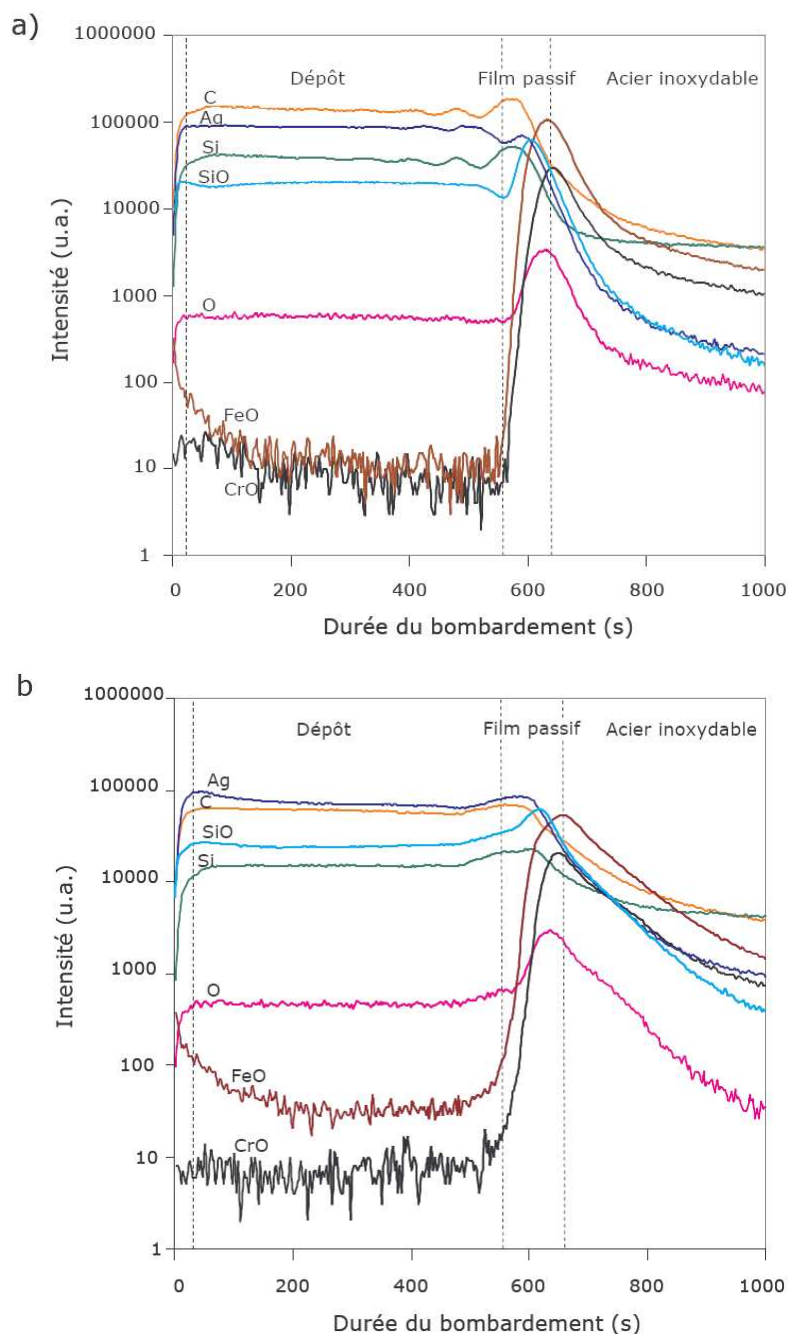 a)
1000000
Dépôt Film passif Acier inoxydable
C
100000
Ag
Si
SiO
10000
Intensité (u.a.)
1000
O
100
FeO
10
CrO
1
0 200 400 600 800 1000
Durée du bombardement (s)
b
1000000
Dépôt Film passif Acier inoxydable
Ag
100000
C
SiO
Si
10000
Intensité (u.a.)
1000
O
100
FeO
CrO
10
1
0 200 400 600 800 1000
Durée du bombardement (s)